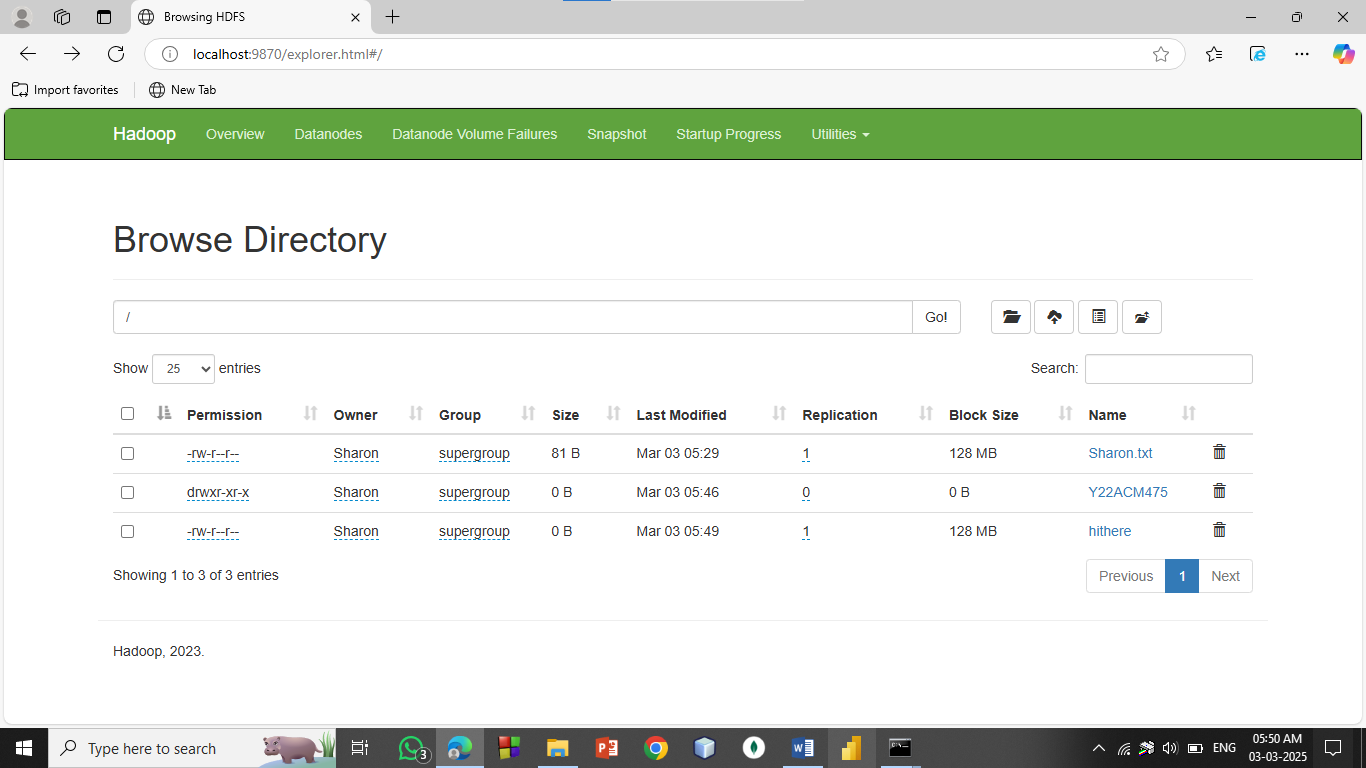 Browsing HDFS
localhost:9870/explorer.html#/
Import favorites New Tab
Hadoop Overview Datanodes Datanode Volume Failures Snapshot Startup Progress Utilities
Browse Directory
/ Go!
Show 25 entries Search:
Permission Owner Group Size Last Modified Replication Block Size Name
-rw-r--r-- Sharon supergroup 81 B Mar 03 05:29 1 128 MB Sharon.txt
drwxr-xr-x Sharon supergroup 0 B Mar 03 05:46 0 0 B Y22ACM475
-rw-r--r-- Sharon supergroup 0 B Mar 03 05:49 1 128 MB hithere
Showing 1 to 3 of 3 entries Previous 1 Next
Hadoop, 2023.
Type here to search 3 ENG 05:50 AM
03-03-2025